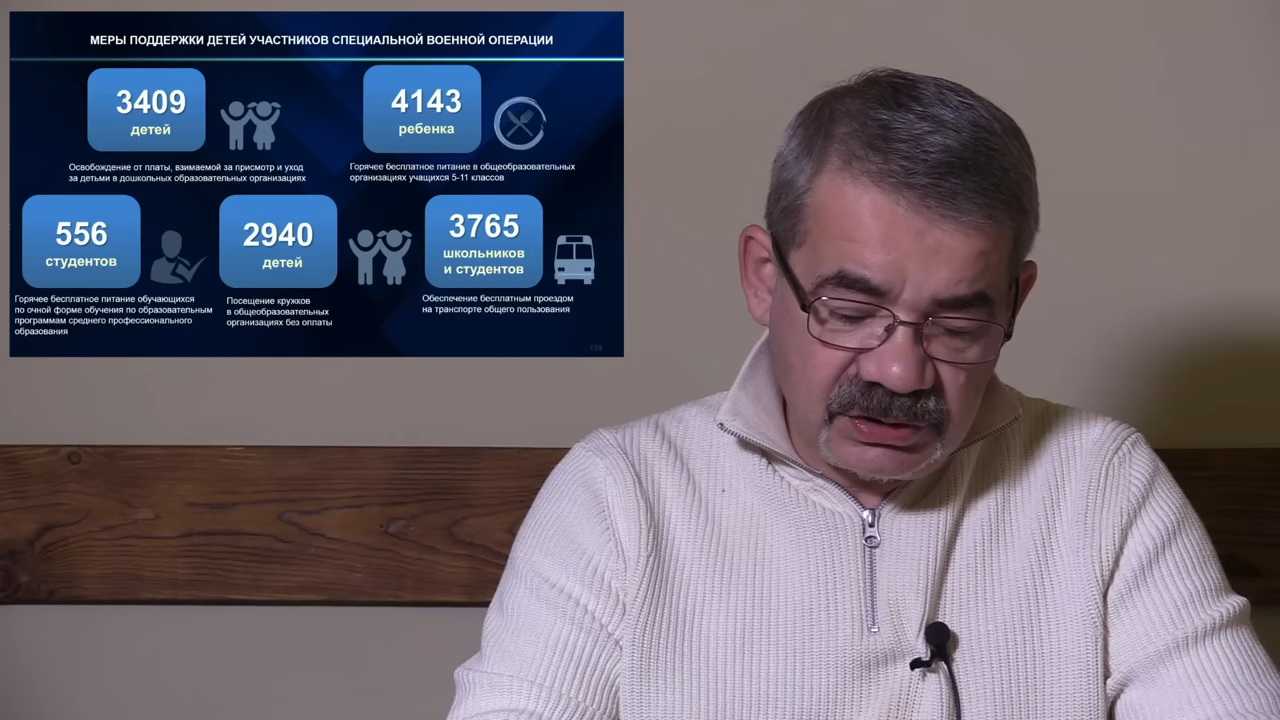 МЕРЫ ПОДДЕРЖКИ ДЕТЕЙ УЧАСТНИКОВ СПЕЦИАЛЬНОЙ ВОЕННОЙ ОПЕРАЦИИ
3409
детей
Освобождение от платы, взимаемой за присмотр и уход
за детьми в дошкольных образовательных организациях
4143
ребенка
Горячее бесплатное питание в общеобразовательных
организациях учащихся 5-11 классов
556
студентов
Горячее бесплатное питание обучающихся
по очной форме обучения по образовательным
программам среднего профессионального
образования
2940
детей
Посещение кружков
в общеобразовательных
организациях без оплаты
3765
школьников
и студентов
Обеспечение бесплатным проездом
на транспорте общего пользования